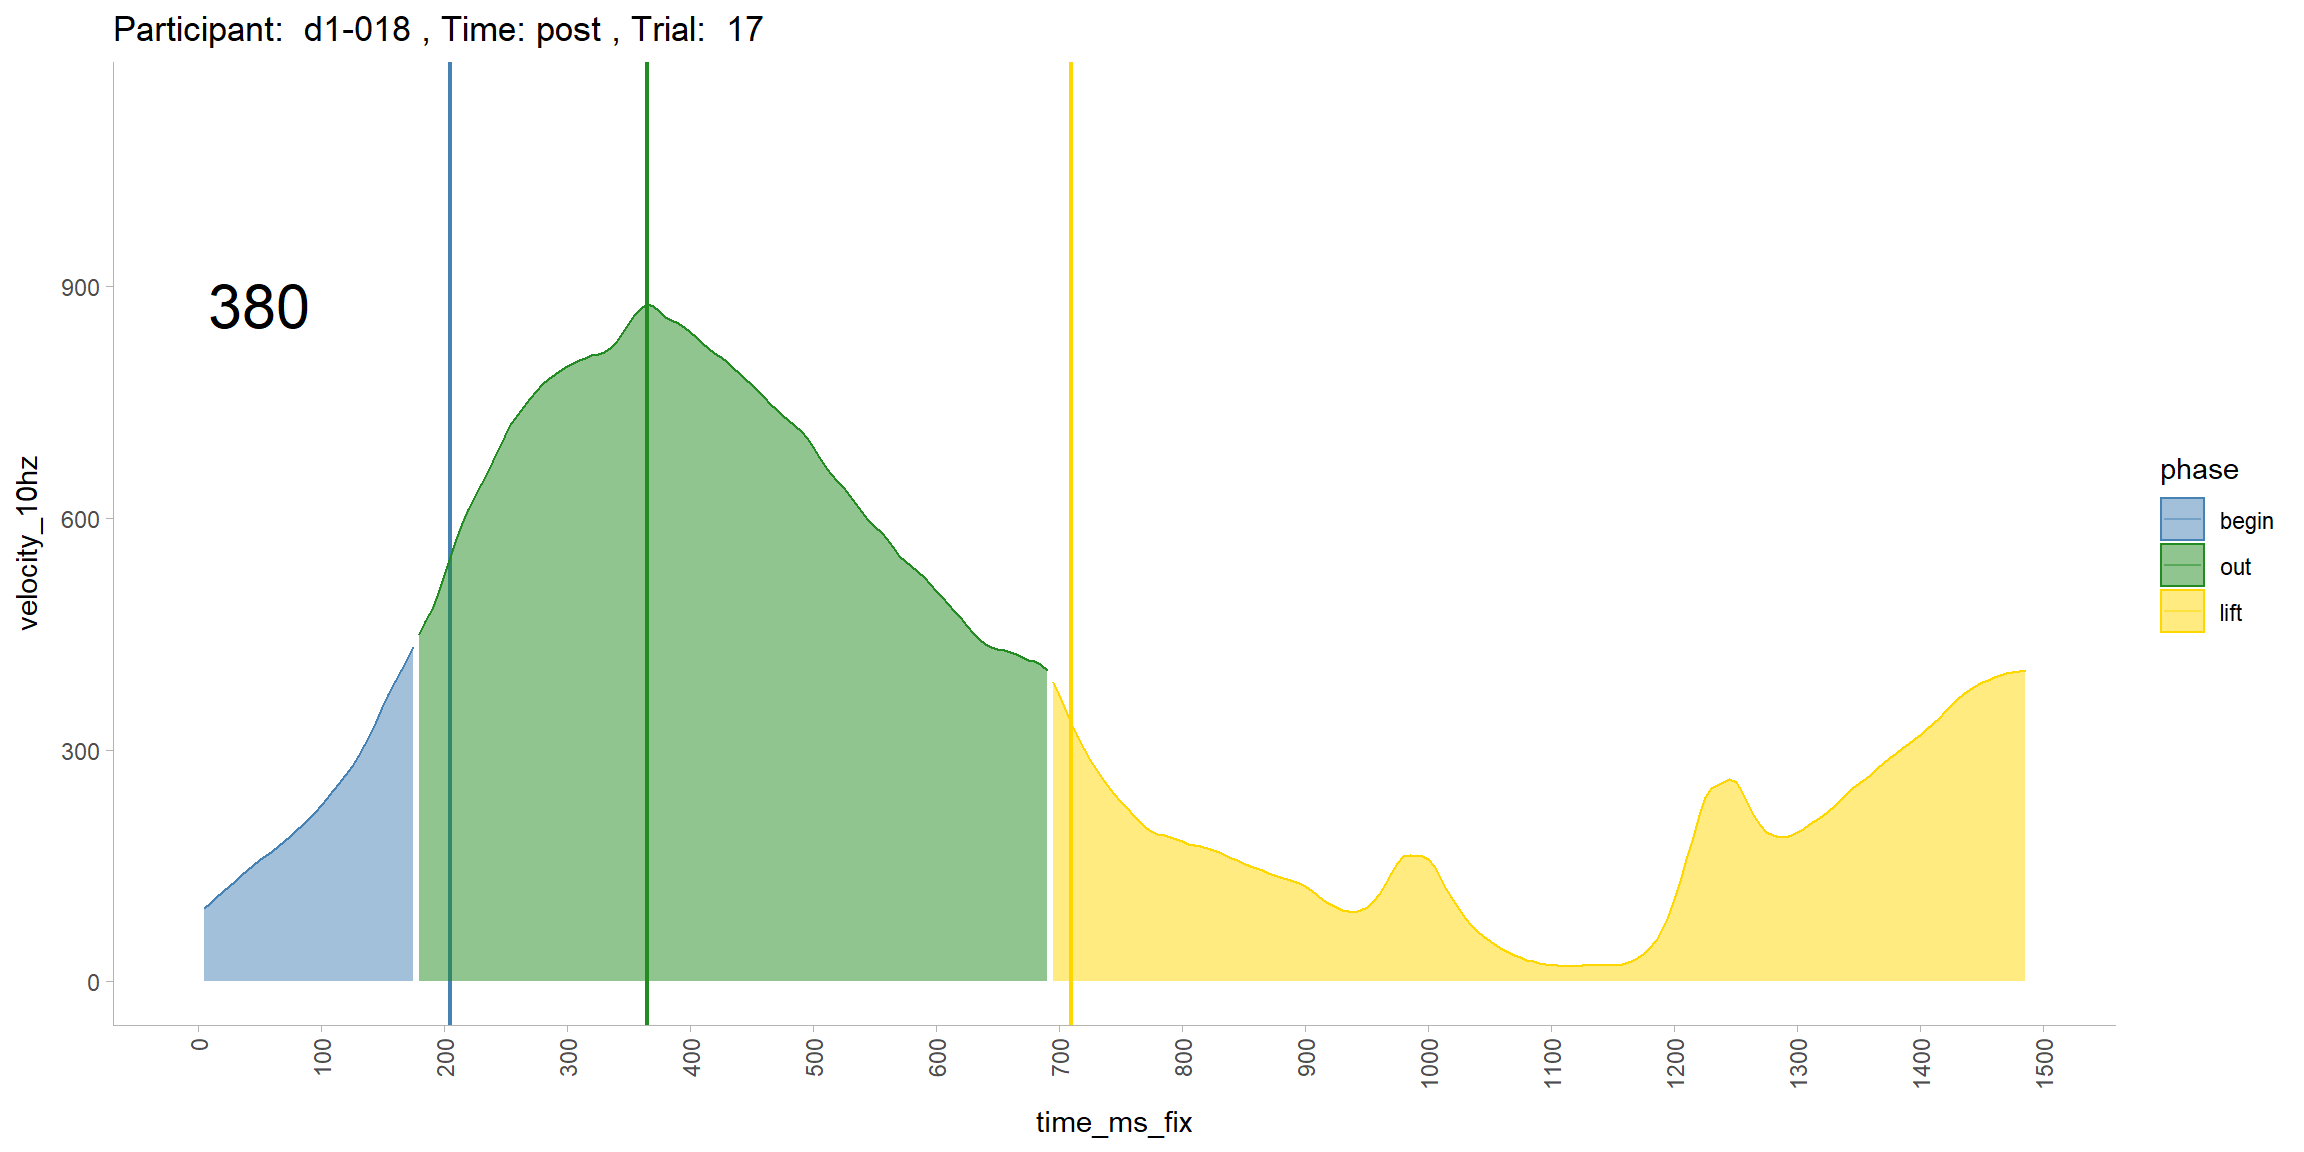 Participant:  d1-018 , Time: post , Trial:  17
380
velocity_10hz
900
600
300
0
0 100 200 300 400 500 600 700 800 900 1000 1100 1200 1300 1400 1500
time_ms_fix
phase
begin
out
lift